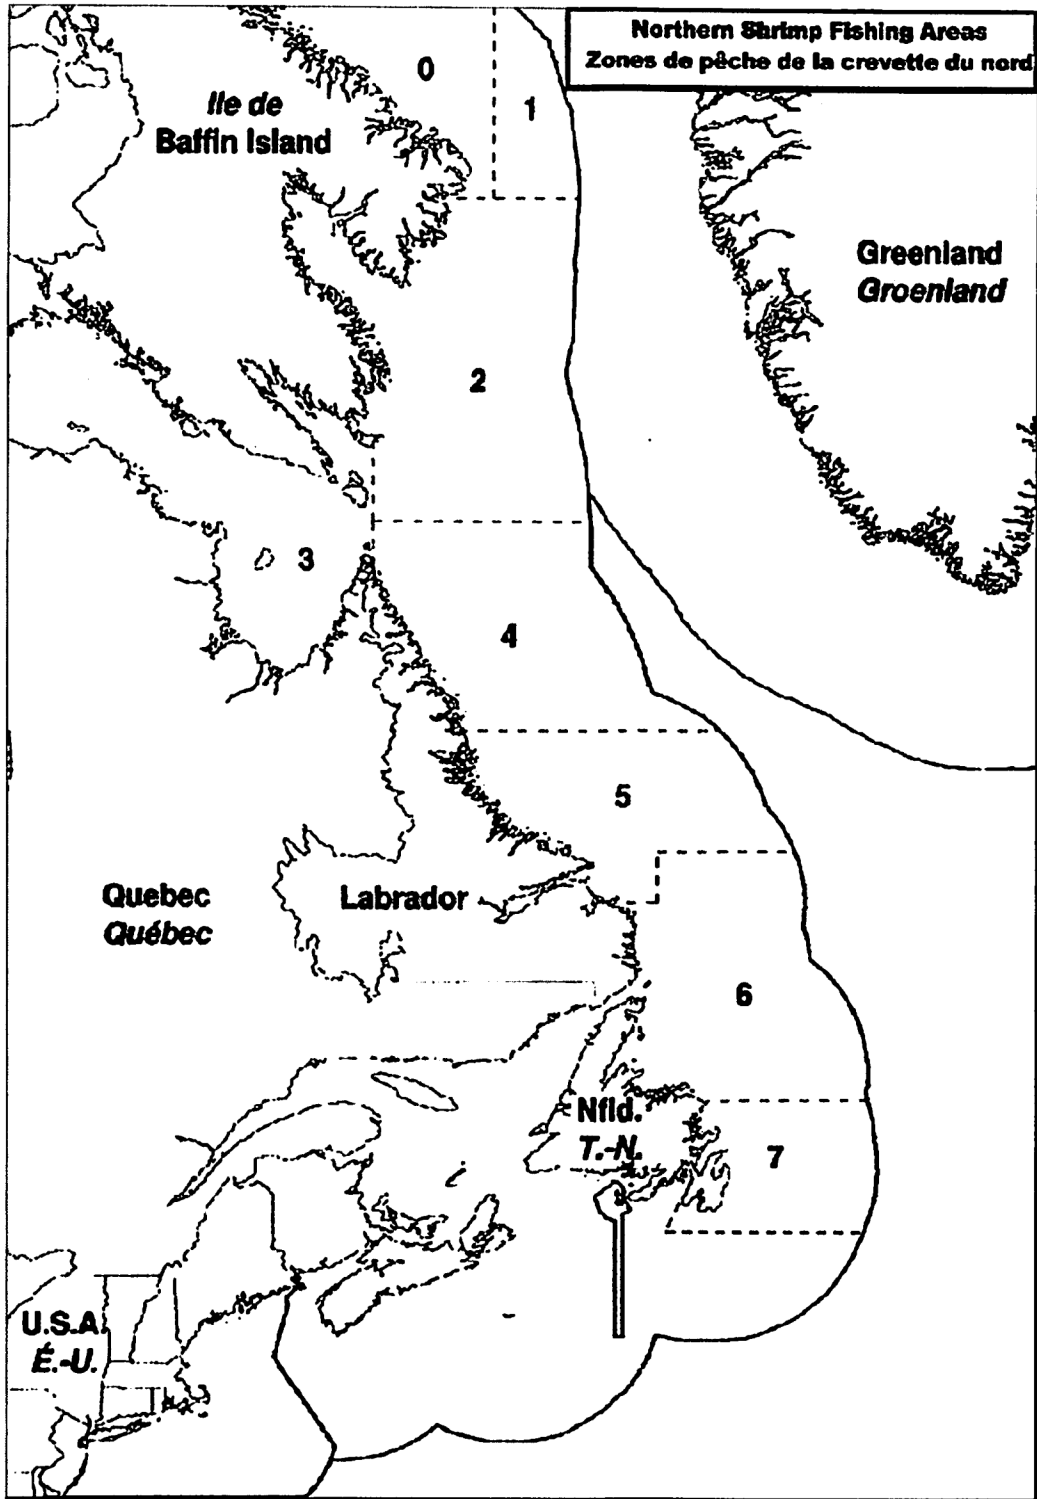 Northern Shrimp Fishing Areas
Zones de pêche de la crevette du nord
0
1
Ile de
Baffin Island
Greenland
Groenland
2
3
4
5
Quebec
Québec
Labrador
6
Nfld.
T.-N.
7
U.S.A.
É.-U.